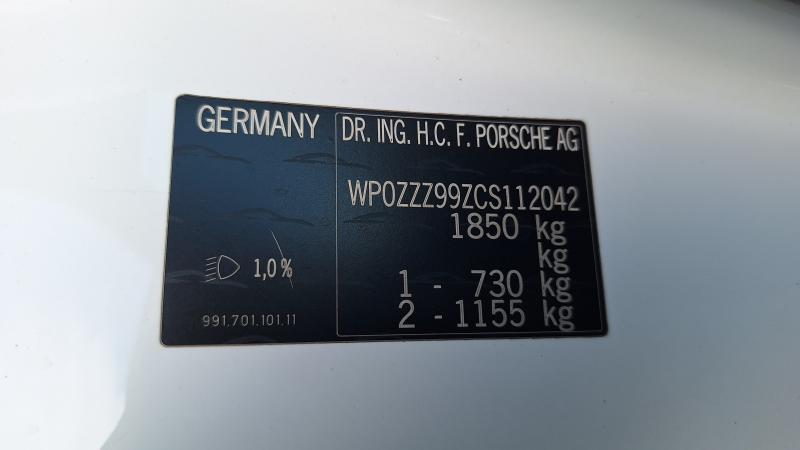 GERMANY
DR. ING. H.C. F. PORSCHE AG
WP0ZZZ99ZCS112042
1850 kg
kg
1 - 730 kg
2 - 1155 kg
1,0%
991.701.101.11